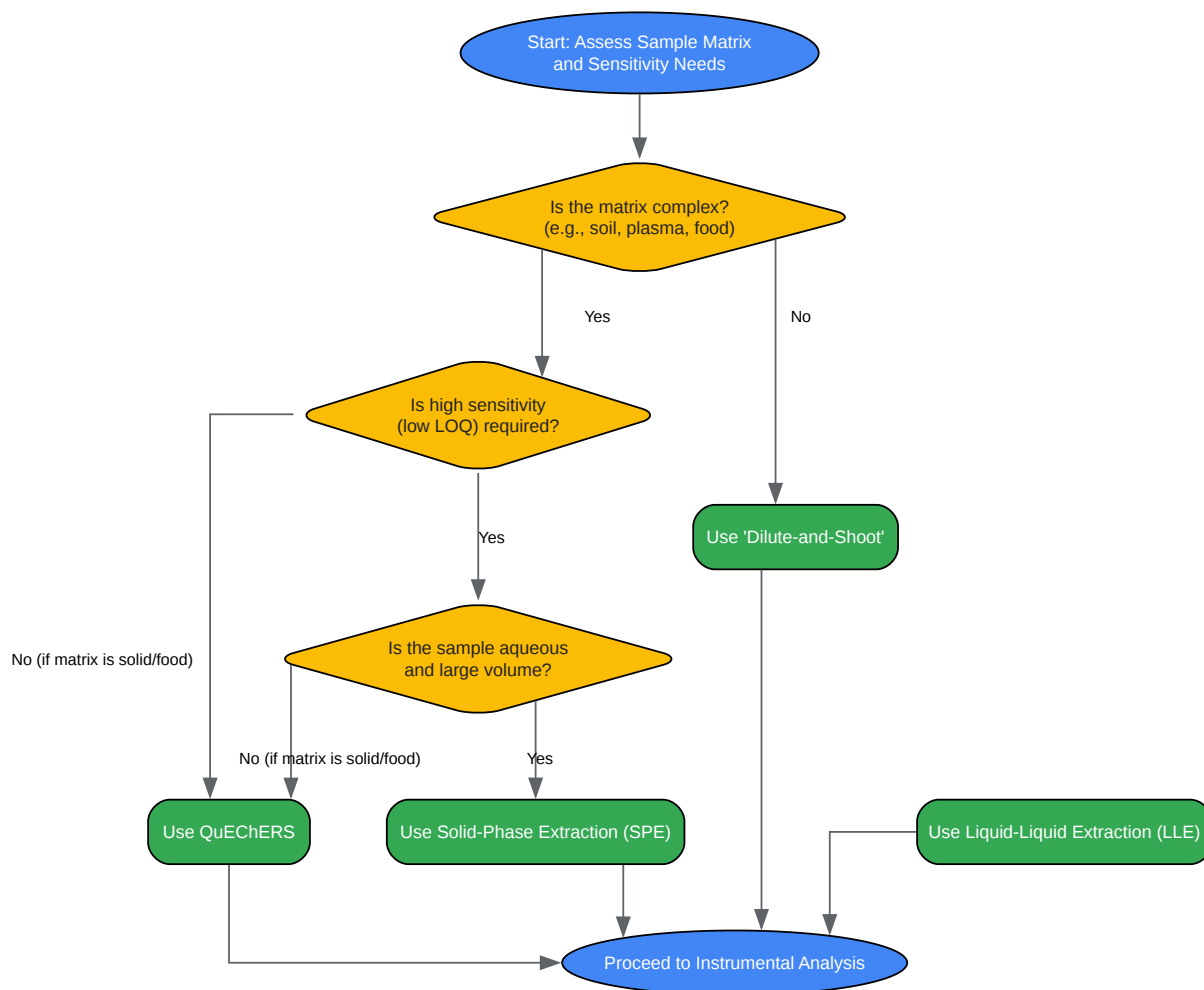 Start: Assess Sample Matrix
and Sensitivity Needs
Is the matrix complex?
(e.g., soil, plasma, food)
Yes
No
Is high sensitivity
(low LOQ) required?
Yes
Use 'Dilute-and-Shoot'
No (if matrix is solid/food)
Is the sample aqueous
and large volume?
No (if matrix is solid/food)
Yes
Use QuEChERS
Use Solid-Phase Extraction (SPE)
Use Liquid-Liquid Extraction (LLE)
Proceed to Instrumental Analysis